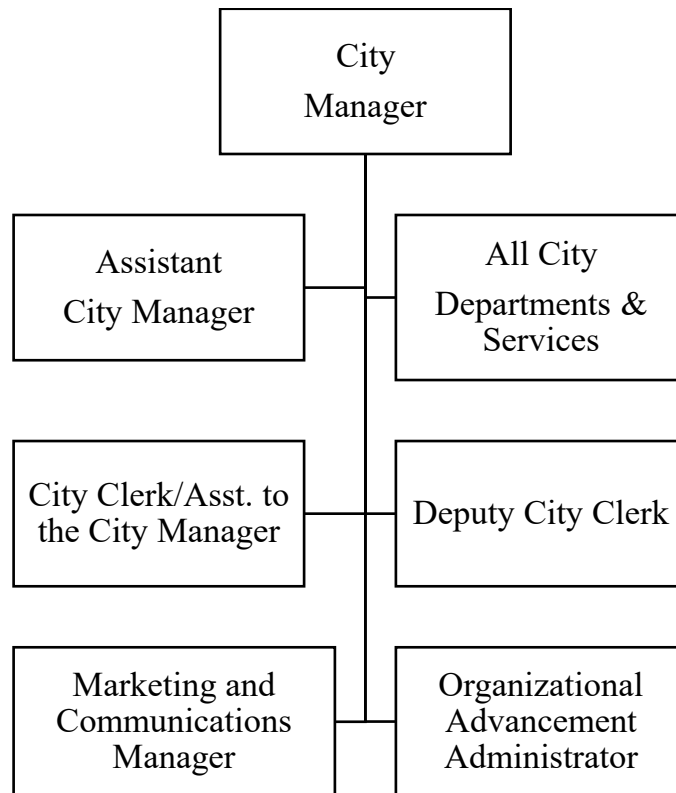 City
Manager
Assistant
City Manager
All City
Departments &
Services
City Clerk/Asst. to
the City Manager
Deputy City Clerk
Marketing and
Communications
Manager
Organizational
Advancement
Administrator